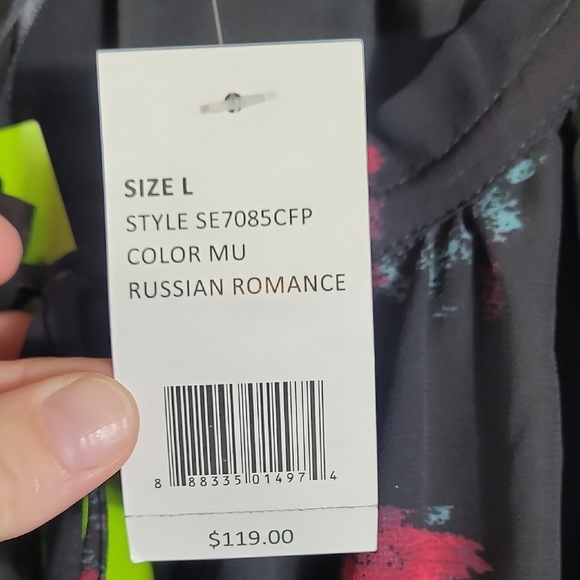 SIZE L
STYLE SE7085CFP
COLOR MU
RUSSIAN ROMANCE
8 88335 01497 4
$119.00